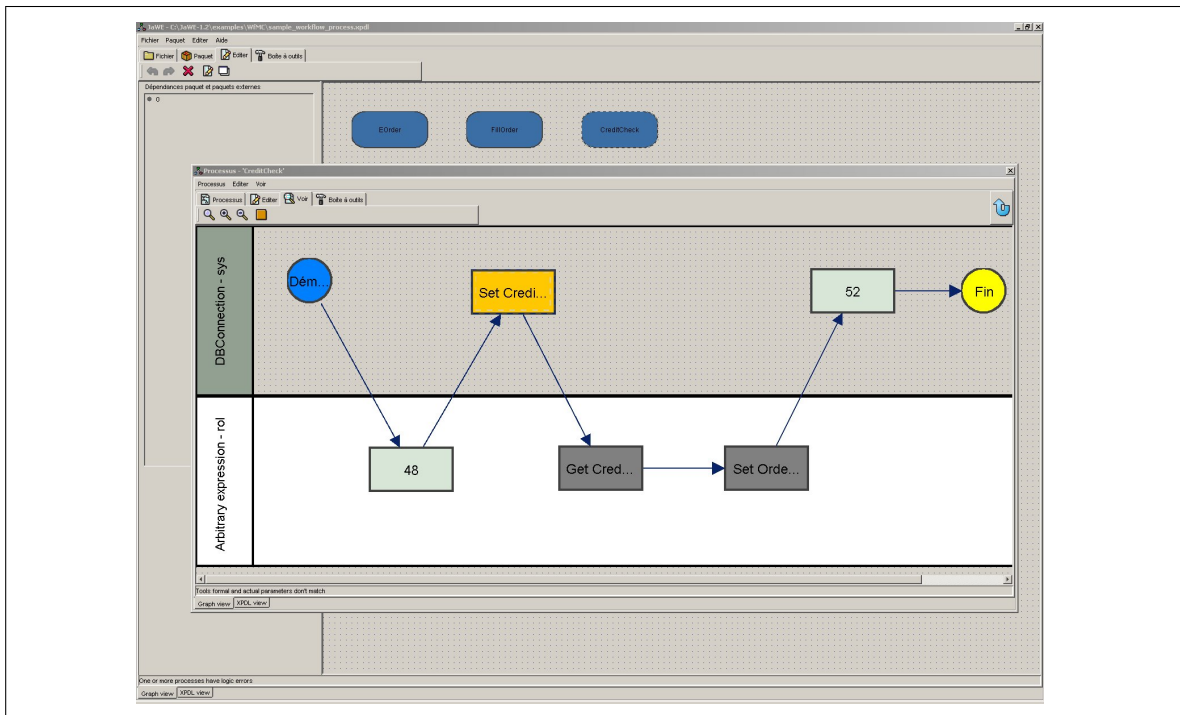 JaWE - C:\JaWE-1.2\examples\WfMC\sample_workflow_process.xpdl
Fichier Paquet Editer Aide
Fichier Paquet Editer Boîte à outils
Dépendances paquet et paquets externes
0
EOrder FillOrder CreditCheck
Processus - 'CreditCheck'
Processus Editer Voir
Processus Editer Voir Boîte à outils
DBConnection - sys
Dém... Set Credi... 52 Fin
Arbitrary expression - rol
48 Get Cred... Set Orde...
Tools formal and actual parameters don't match
Graph view XPDL view
One or more processes have logic errors
Graph view XPDL view